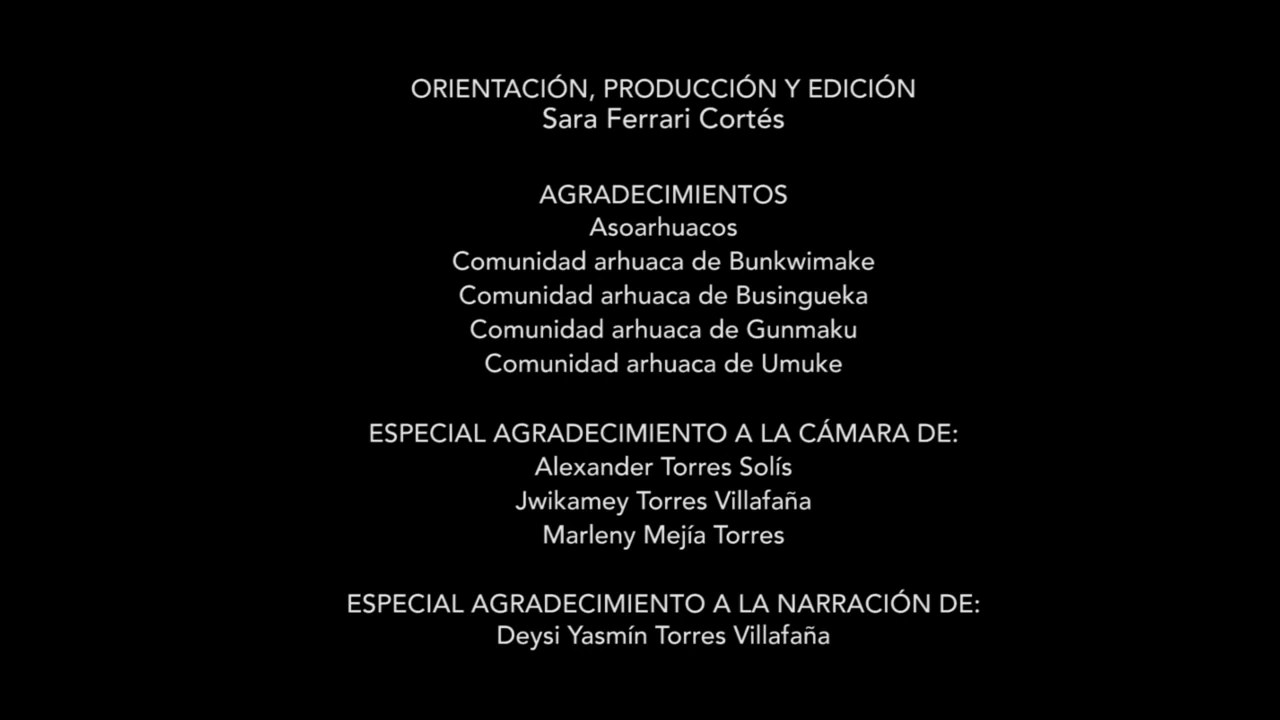 ORIENTACIÓN, PRODUCCIÓN Y EDICIÓN
Sara Ferrari Cortés
AGRADECIMIENTOS
Asoarhuacos
Comunidad arhuaca de Bunkwimake
Comunidad arhuaca de Busingueka
Comunidad arhuaca de Gunmaku
Comunidad arhuaca de Umuke
ESPECIAL AGRADECIMIENTO A LA CÁMARA DE:
Alexander Torres Solís
Jwikamey Torres Villafaña
Marleny Mejía Torres
ESPECIAL AGRADECIMIENTO A LA NARRACIÓN DE:
Deysi Yasmín Torres Villafaña